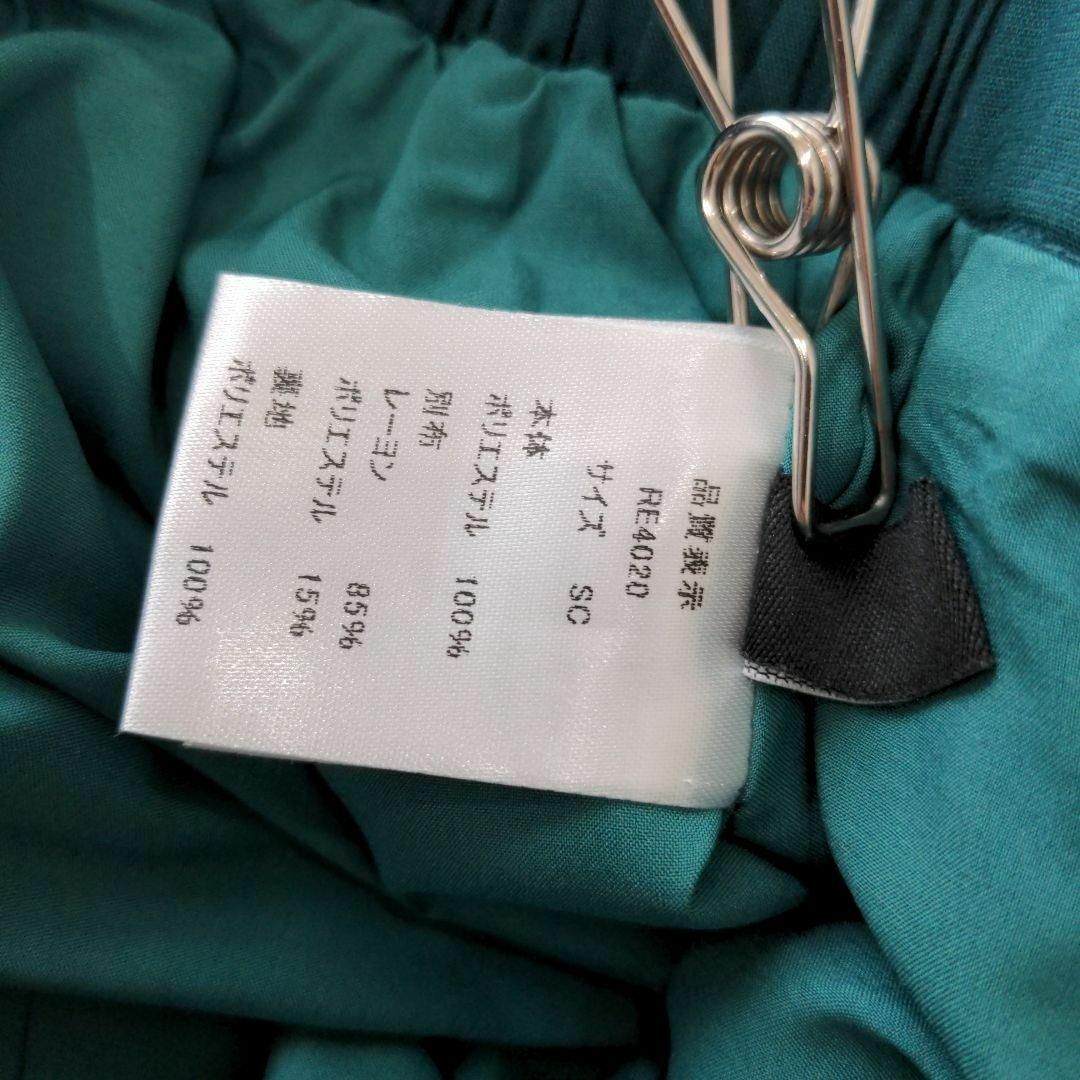 品質表示
RE4020
サイズ SC
本体
ポリエステル 100%
別布
レーヨン 85%
ポリエステル 15%
裏地
ポリエステル 100%